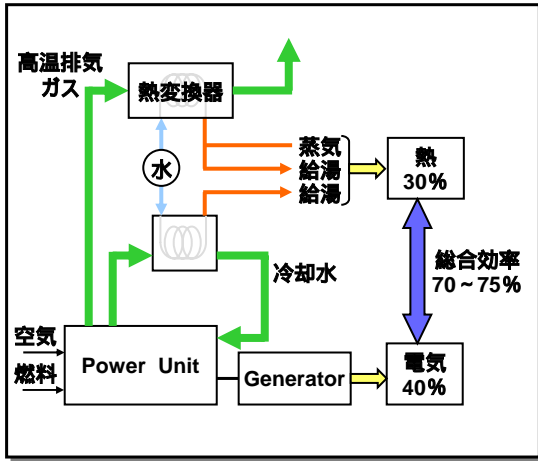 高温排気
ガス
熱変換器
水
蒸気
給湯
給湯
熱
30%
冷却水
総合効率
70~75%
空気
燃料
Power Unit
Generator
電気
40%